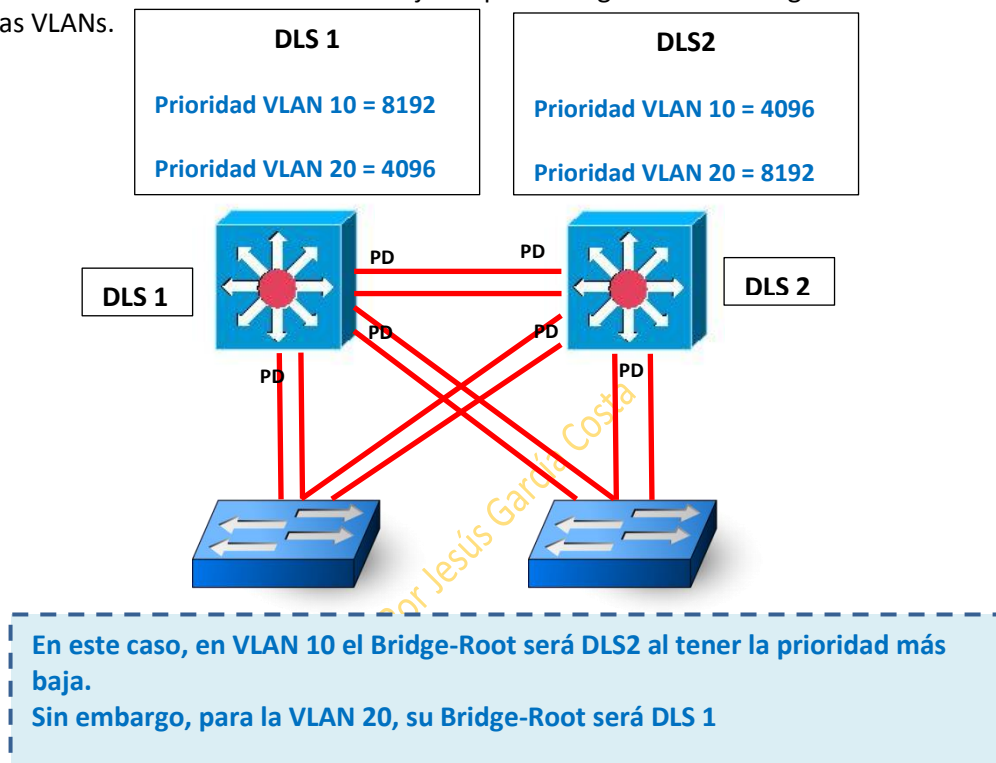 as VLANs.
DLS 1
Prioridad VLAN 10 = 8192
Prioridad VLAN 20 = 4096
DLS2
Prioridad VLAN 10 = 4096
Prioridad VLAN 20 = 8192
PD
PD
DLS 1
DLS 2
PD
PD
PD
PD
Por Jesús García Costa
En este caso, en VLAN 10 el Bridge-Root será DLS2 al tener la prioridad más
baja.
Sin embargo, para la VLAN 20, su Bridge-Root será DLS 1